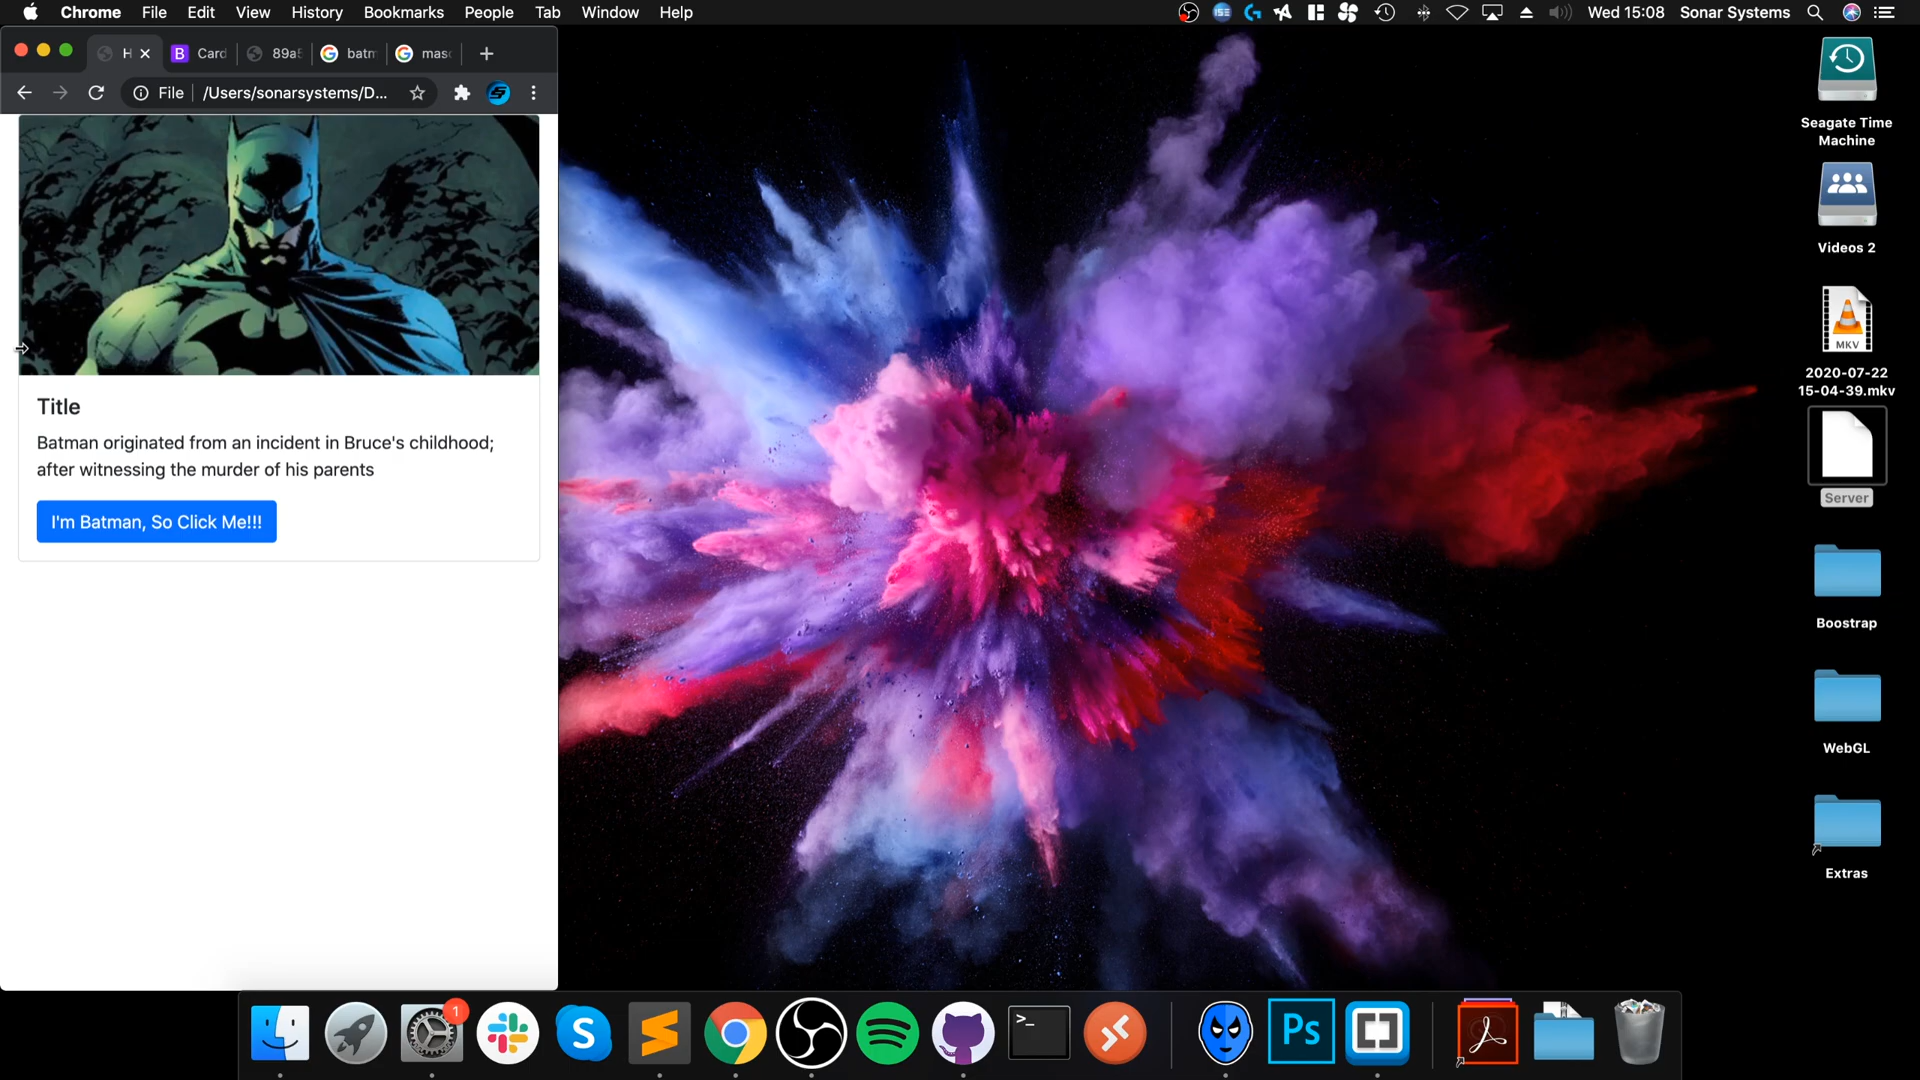 Chrome File Edit View History Bookmarks People Tab Window Help
Wed 15:08 Sonar Systems
H
Card
89a5
batm
masc
File /Users/sonarsystems/D...
Title
Batman originated from an incident in Bruce's childhood;
after witnessing the murder of his parents
I'm Batman, So Click Me!!!
Seagate Time
Machine
Videos 2
MKV
2020-07-22
15-04-39.mkv
Server
Boostrap
WebGL
Extras
1
Ps